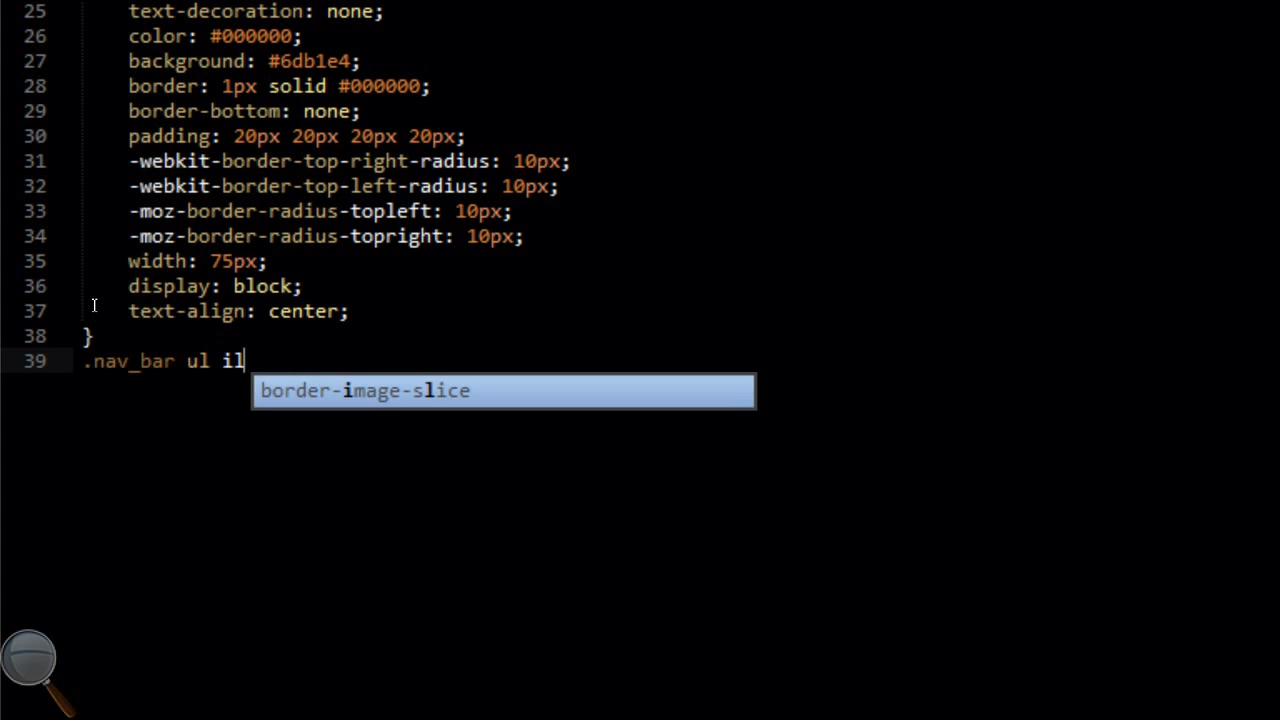 25 text-decoration: none;
26 color: #000000;
27 background: #6db1e4;
28 border: 1px solid #000000;
29 border-bottom: none;
30 padding: 20px 20px 20px 20px;
31 -webkit-border-top-right-radius: 10px;
32 -webkit-border-top-left-radius: 10px;
33 -moz-border-radius-topleft: 10px;
34 -moz-border-radius-topright: 10px;
35 width: 75px;
36 display: block;
37 text-align: center;
38 }
39 .nav_bar ul il
border-image-slice